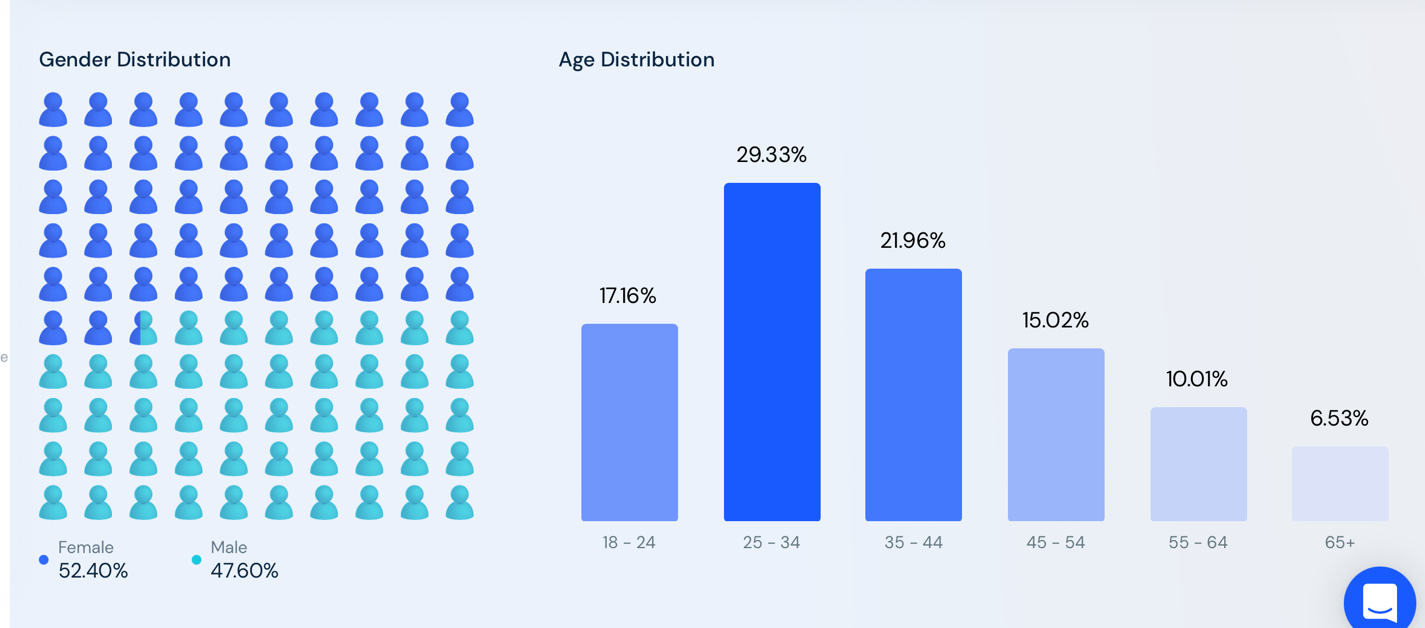 Gender Distribution
Female
52.40%
Male
47.60%
Age Distribution
29.33%
21.96%
17.16%
15.02%
10.01%
6.53%
18 - 24
25 - 34
35 - 44
45 - 54
55 - 64
65+
e